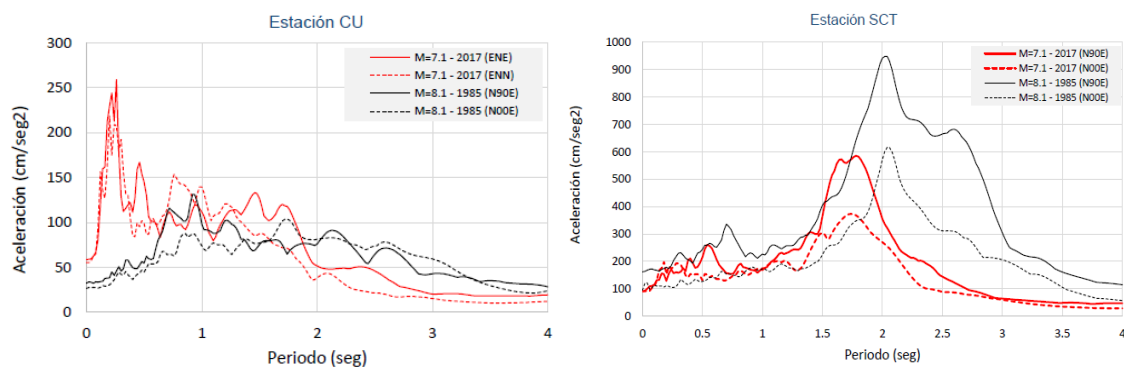 Estación CU
300
250
200
150
100
50
0
0
1
2
3
4
Aceleración (cm/seg2)
Periodo (seg)
M=7.1 - 2017 (ENE)
M=7.1 - 2017 (ENN)
M=8.1 - 1985 (N90E)
M=8.1 - 1985 (N00E)
Estación SCT
1000
900
800
700
600
500
400
300
200
100
0
0
0.5
1
1.5
2
2.5
3
3.5
4
Aceleración (cm/seg2)
Periodo (seg)
M=7.1 - 2017 (N90E)
M=7.1 - 2017 (N00E)
M=8.1 - 1985 (N90E)
M=8.1 - 1985 (N00E)